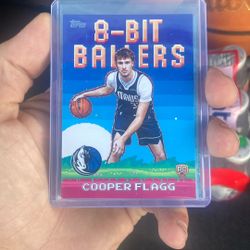 TOPPS
8-BIT
BALLERS
COOPER FLAGG